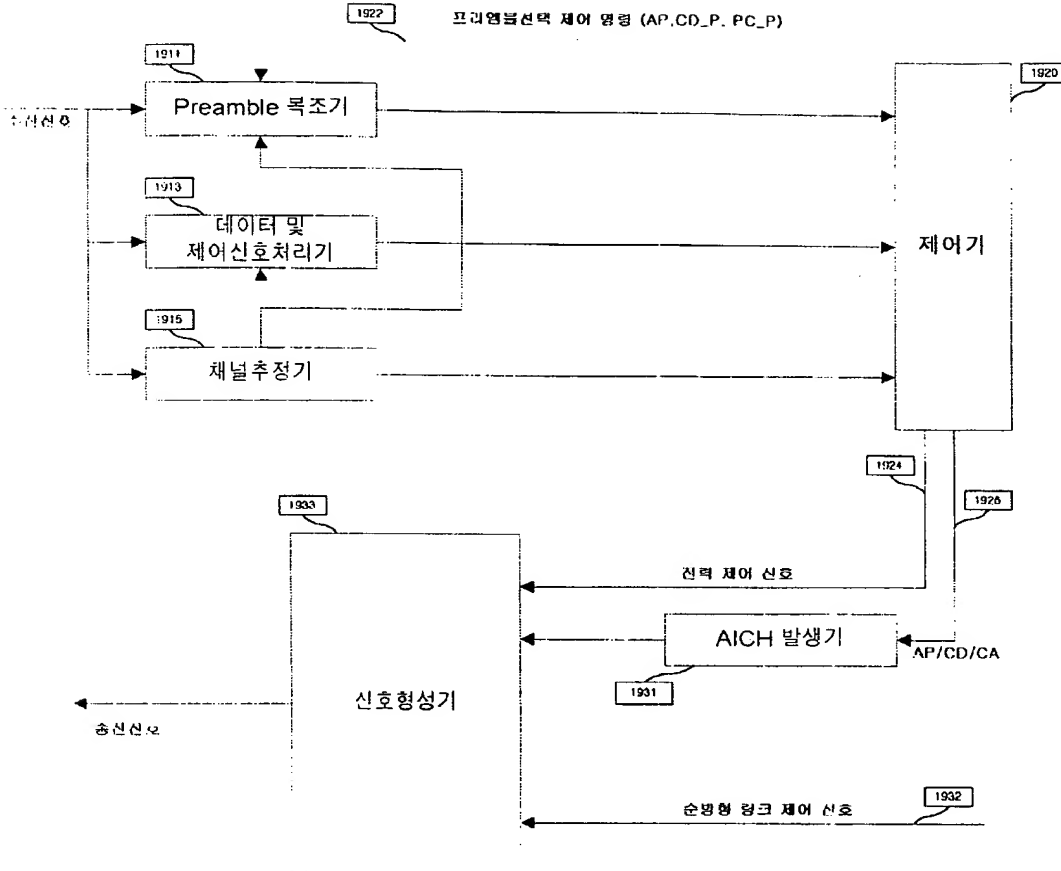 1922
프리앰블선택 제어 명령 (AP,CD_P, PC_P)
1911
1920
Preamble 복조기
수신신호
1913
데이터 및
제어신호처리기
제어기
1915
채널추정기
1924
1926
1933
전력 제어 신호
AICH 발생기
AP/CD/CA
1931
신호형성기
송신신호
1932
순방향 링크 제어 신호